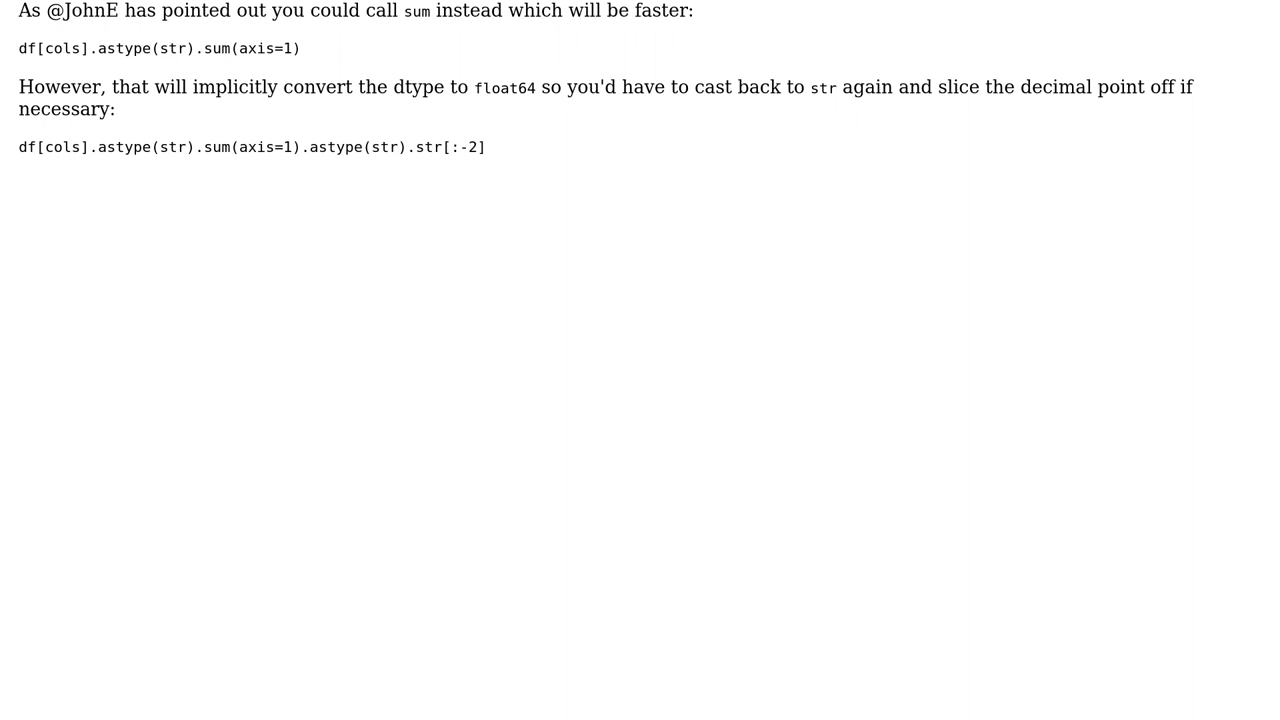 As @JohnE has pointed out you could call sum instead which will be faster:
df[cols].astype(str).sum(axis=1)
However, that will implicitly convert the dtype to float64 so you'd have to cast back to str again and slice the decimal point off if
necessary:
df[cols].astype(str).sum(axis=1).astype(str).str[:-2]